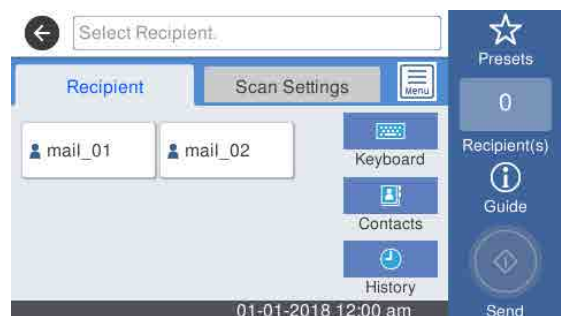 Select Recipient.
Presets
Recipient
Scan Settings
Menu
0
Recipient(s)
mail_01
mail_02
Keyboard
Guide
Contacts
History
01-01-2018 12:00 am
Send